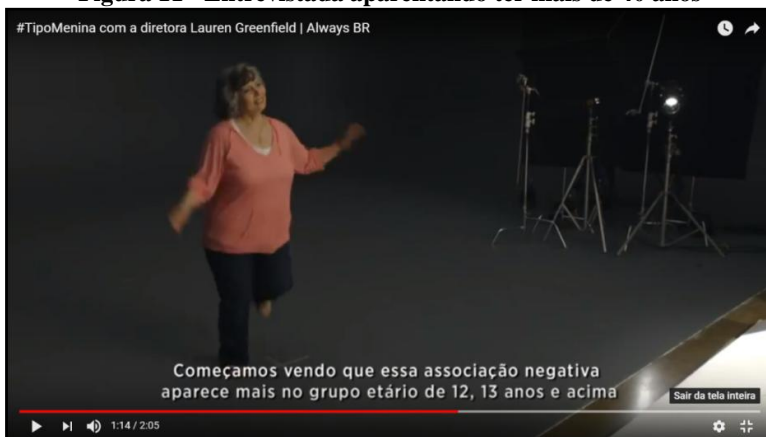 Figura 11 - Entrevistada aparentando ter mais de 40 anos
#TipoMenina com a diretora Lauren Greenfield | Always BR
Começamos vendo que essa associação negativa
aparece mais no grupo etário de 12, 13 anos e acima
Sair da tela inteira
1:14 / 2:05